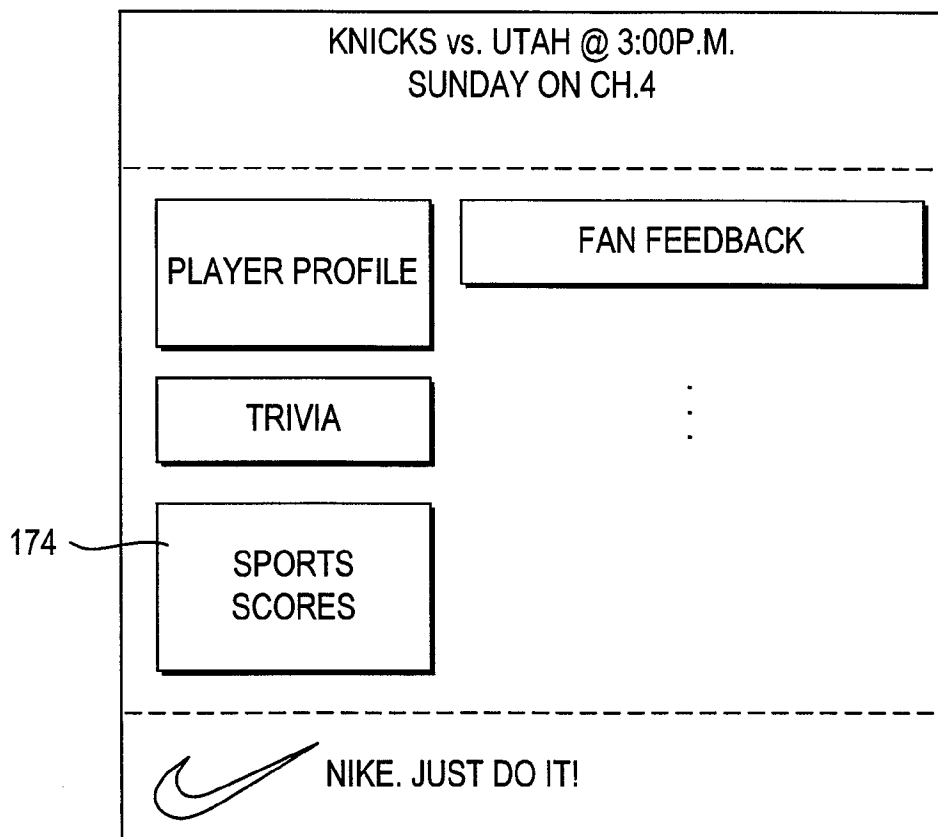 KNICKS vs. UTAH @ 3:00P.M.
SUNDAY ON CH.4
PLAYER PROFILE
FAN FEEDBACK
TRIVIA
174
SPORTS
SCORES
NIKE. JUST DO IT!